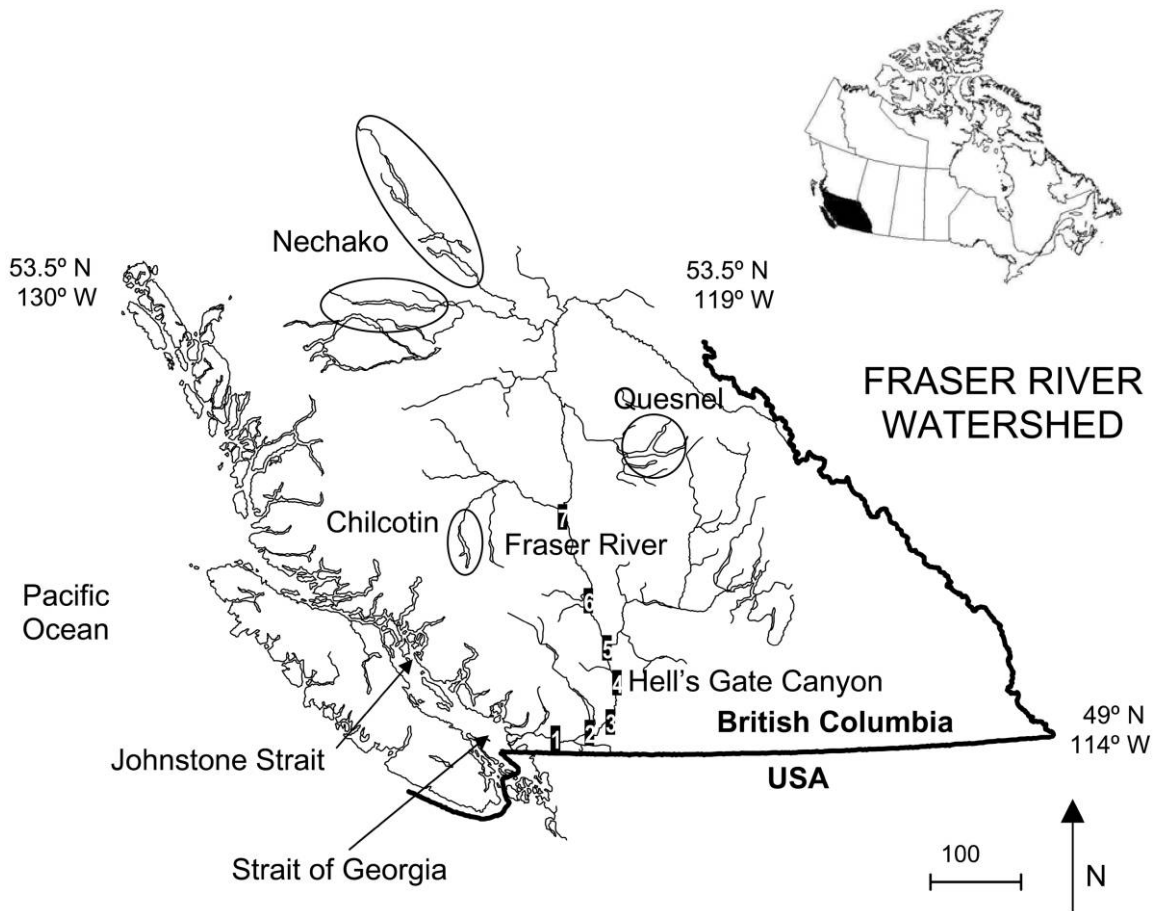 Nechako
53.5º N
130º W
53.5º N
119º W
FRASER RIVER
WATERSHED
Quesnel
Chilcotin
7
Fraser River
Pacific
Ocean
6
5
4
Hell's Gate Canyon
3
2
1
British Columbia
49º N
114º W
Johnstone Strait
USA
Strait of Georgia
100
N